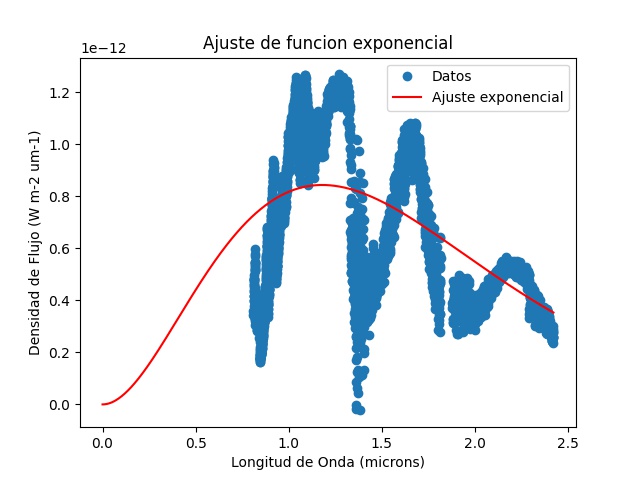 Ajuste de funcion exponencial
1e−12
Datos
Ajuste exponencial
1.2
1.0
0.8
0.6
0.4
0.2
0.0
Densidad de Flujo (W m-2 um-1)
0.0 0.5 1.0 1.5 2.0 2.5
Longitud de Onda (microns)